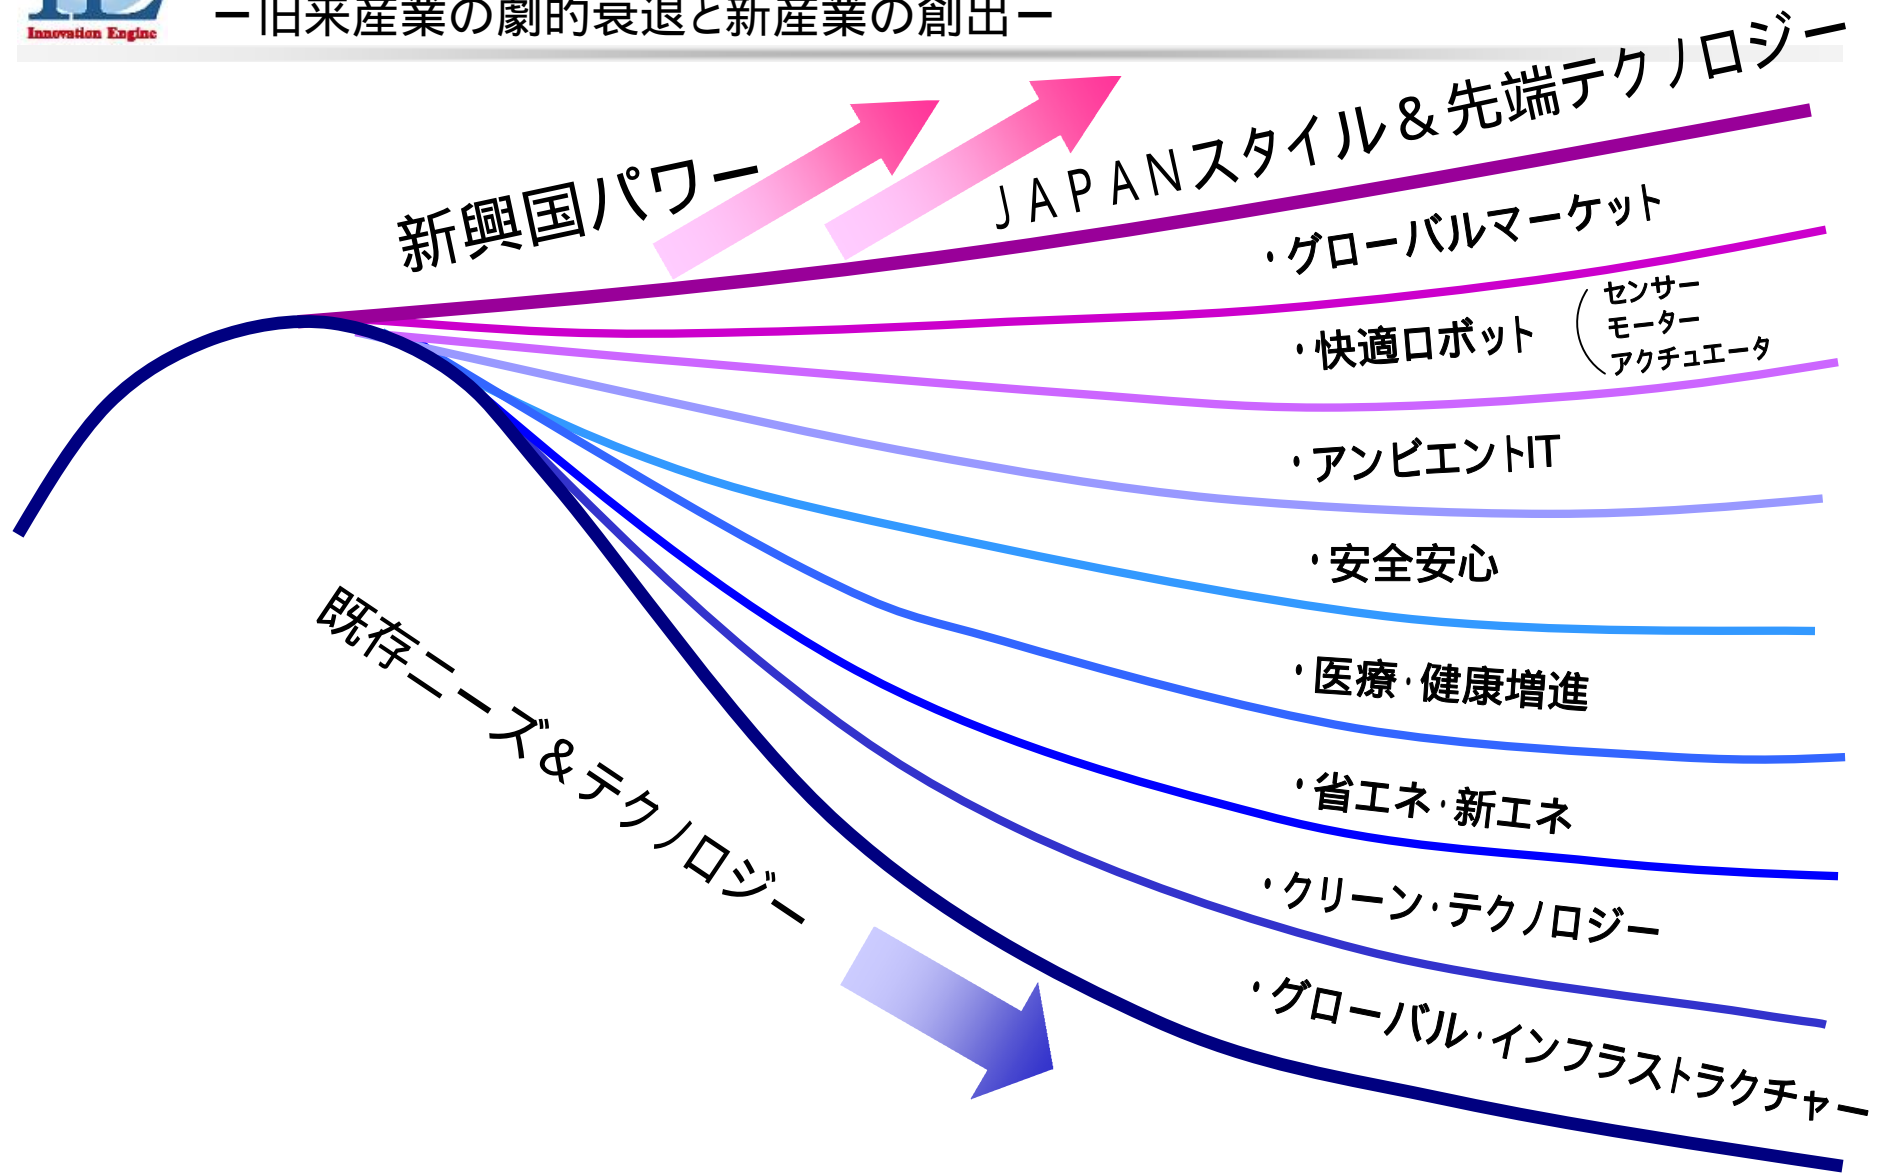 Innovation Engine
－旧来産業の劇的衰退と新産業の創出－
新興国パワー
ＪＡＰＡＮスタイル＆先端テクノロジー
・グローバルマーケット
・快適ロボット
センサー
モーター
アクチュエータ
・アンビエントIT
・安全安心
・医療・健康増進
・省エネ・新エネ
・クリーン・テクノロジー
・グローバル・インフラストラクチャー
既存ニーズ＆テクノロジー